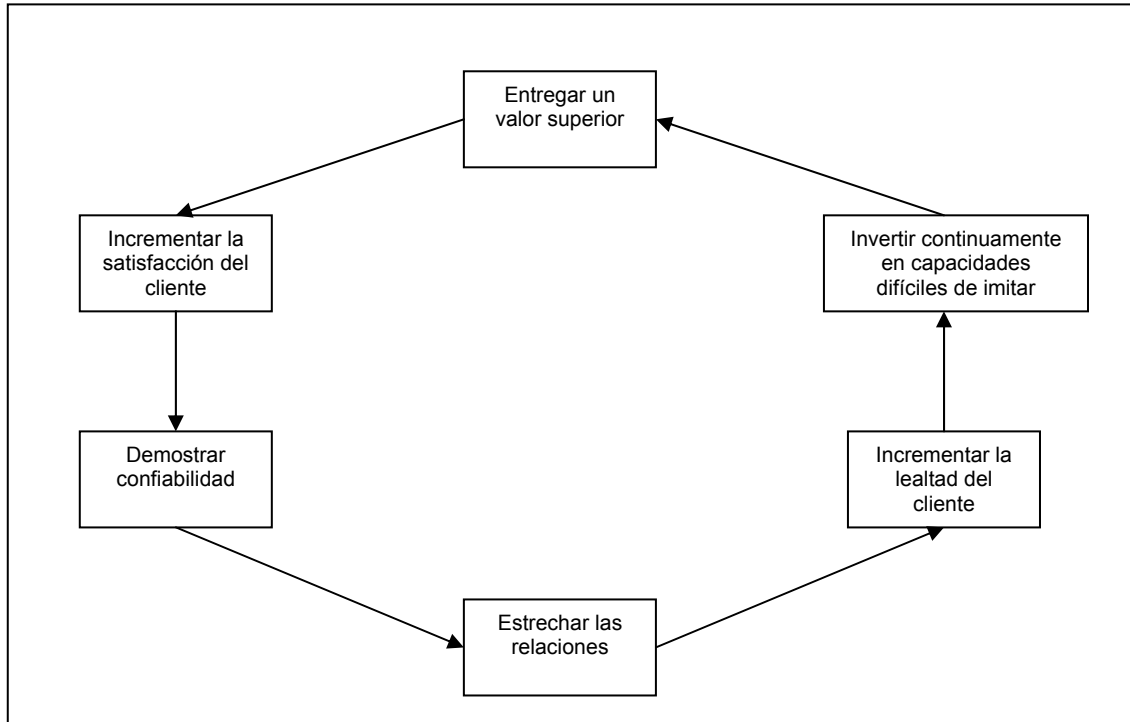 Entregar un
valor superior
Incrementar la
satisfacción del
cliente
Invertir continuamente
en capacidades
difíciles de imitar
Demostrar
confiabilidad
Incrementar la
lealtad del
cliente
Estrechar las
relaciones